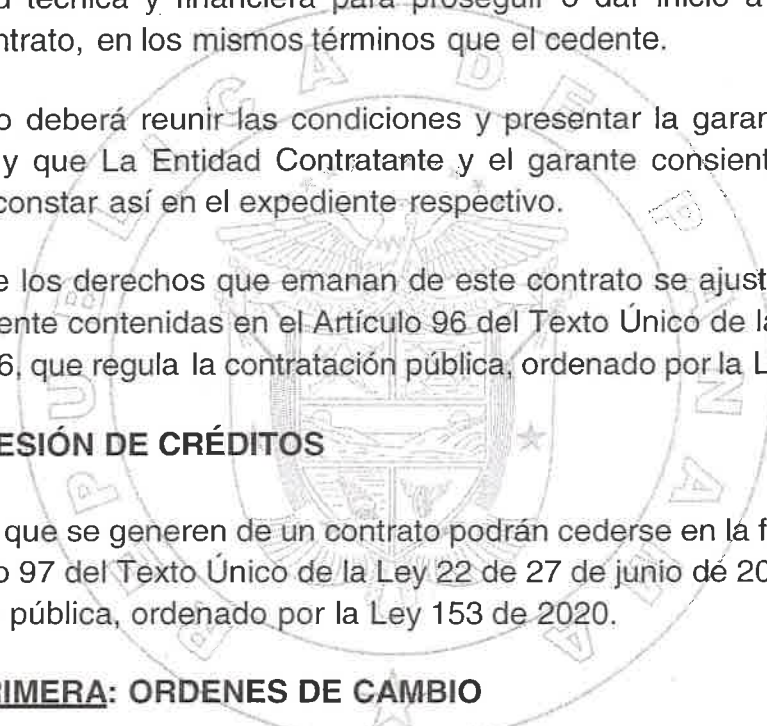 técnica y financiera para proseguir o dar inicio a
ntrato, en los mismos términos que el cedente.
o deberá reunir las condiciones y presentar la garan
y que La Entidad Contratante y el garante consient
constar así en el expediente respectivo.
e los derechos que emanan de este contrato se ajust
ente contenidas en el Artículo 96 del Texto Único de la
6, que regula la contratación pública, ordenado por la L
ESIÓN DE CRÉDITOS
que se generen de un contrato podrán cederse en la f
o 97 del Texto Único de la Ley 22 de 27 de junio de 20
pública, ordenado por la Ley 153 de 2020.
RIMERA: ORDENES DE CAMBIO
REPUBLICA DE PANAMA